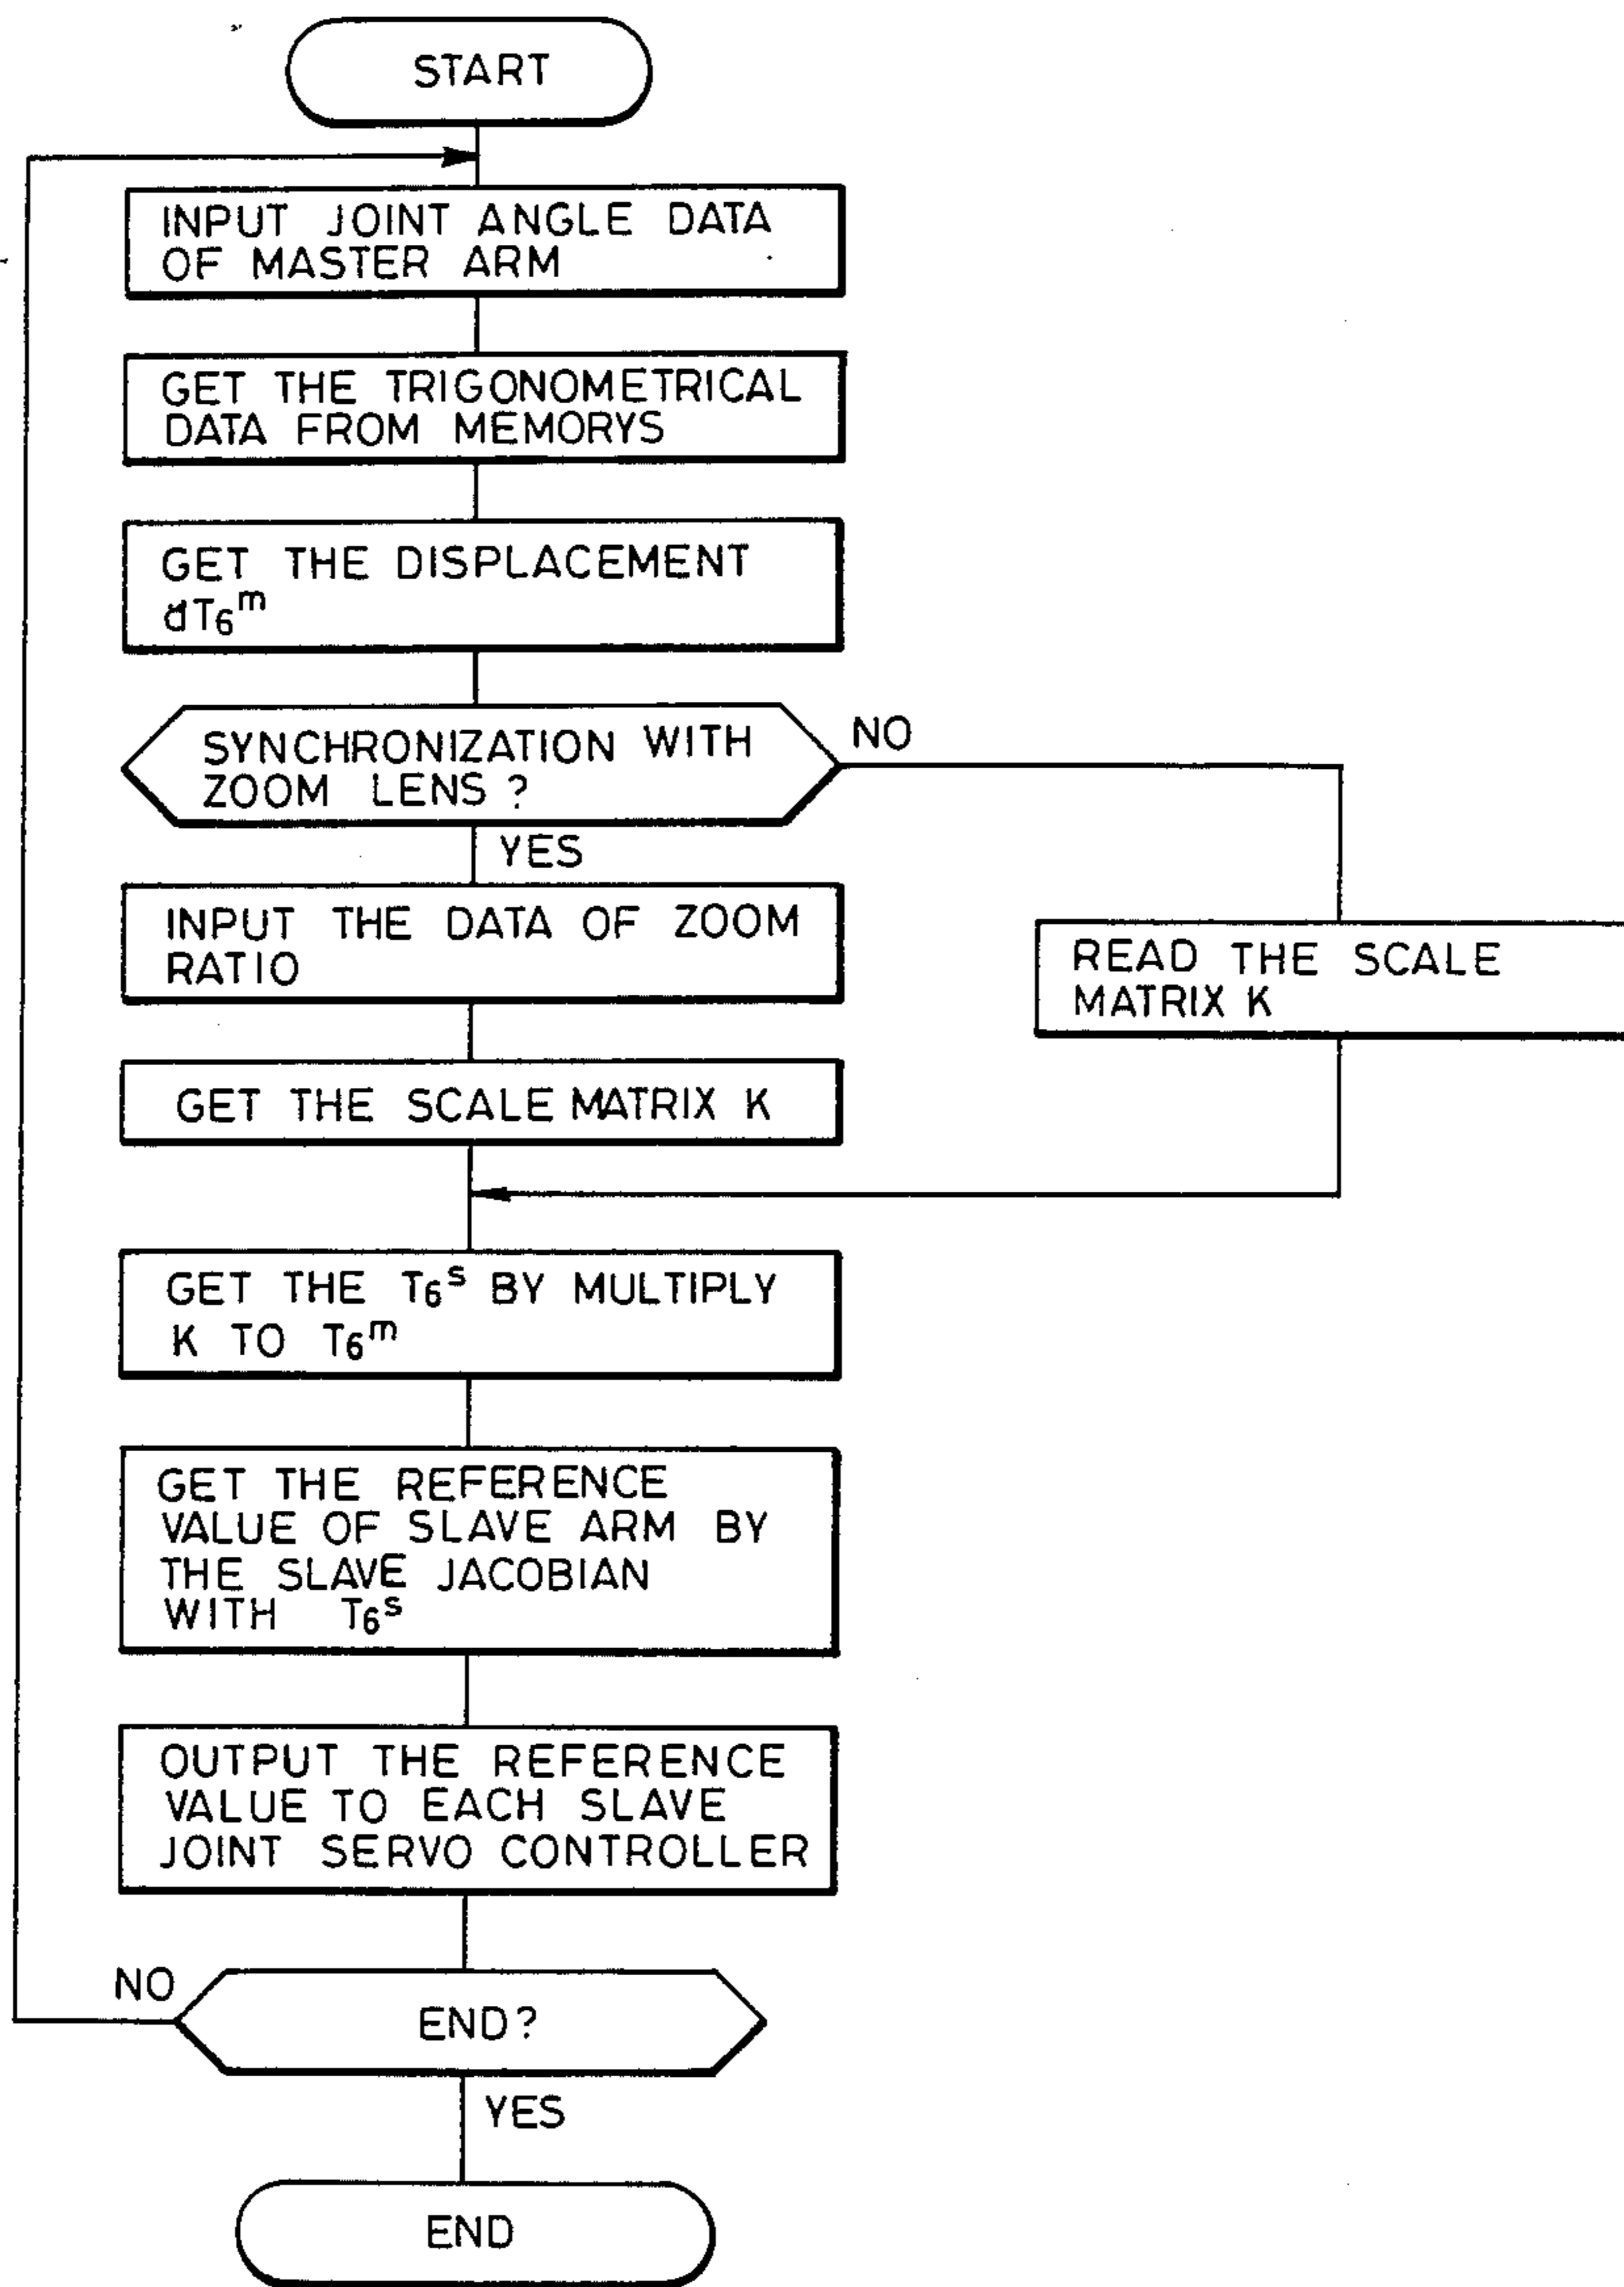 START
INPUT JOINT ANGLE DATA
OF MASTER ARM
GET THE TRIGONOMETRICAL
DATA FROM MEMORYS
GET THE DISPLACEMENT
dT₆ᵐ
SYNCHRONIZATION WITH
ZOOM LENS?
NO
YES
INPUT THE DATA OF ZOOM
RATIO
READ THE SCALE
MATRIX K
GET THE SCALE MATRIX K
GET THE T₆ˢ BY MULTIPLY
K TO T₆ᵐ
GET THE REFERENCE
VALUE OF SLAVE ARM BY
THE SLAVE JACOBIAN
WITH T₆ˢ
OUTPUT THE REFERENCE
VALUE TO EACH SLAVE
JOINT SERVO CONTROLLER
NO
END?
YES
END